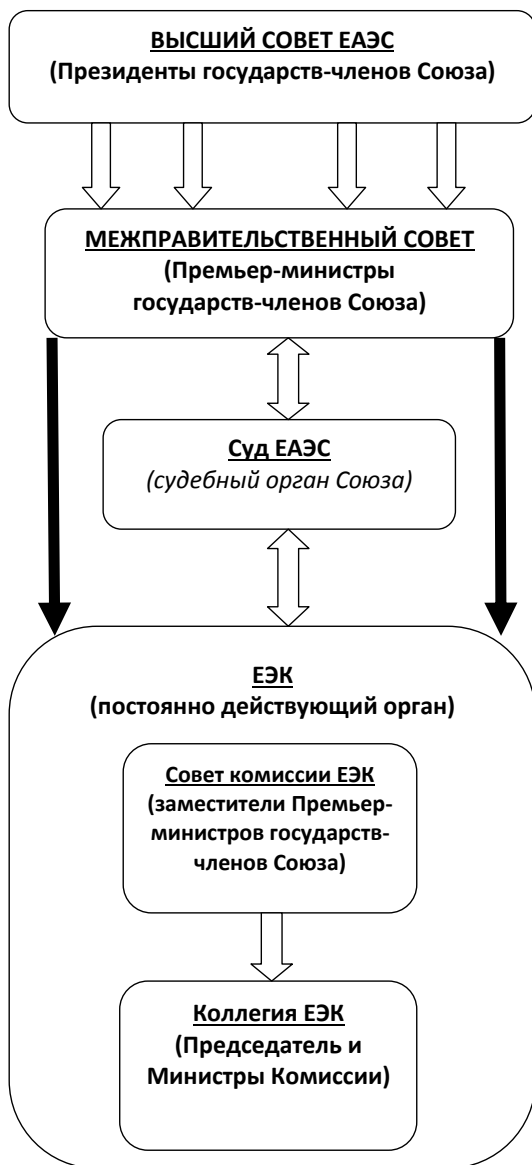 ВЫСШИЙ СОВЕТ ЕАЭС
(Президенты государств-членов Союза)
МЕЖПРАВИТЕЛЬСТВЕННЫЙ СОВЕТ
(Премьер-министры
государств-членов Союза)
Суд ЕАЭС
(судебный орган Союза)
ЕЭК
(постоянно действующий орган)
Совет комиссии ЕЭК
(заместители Премьер-
министров государств-
членов Союза)
Коллегия ЕЭК
(Председатель и
Министры Комиссии)